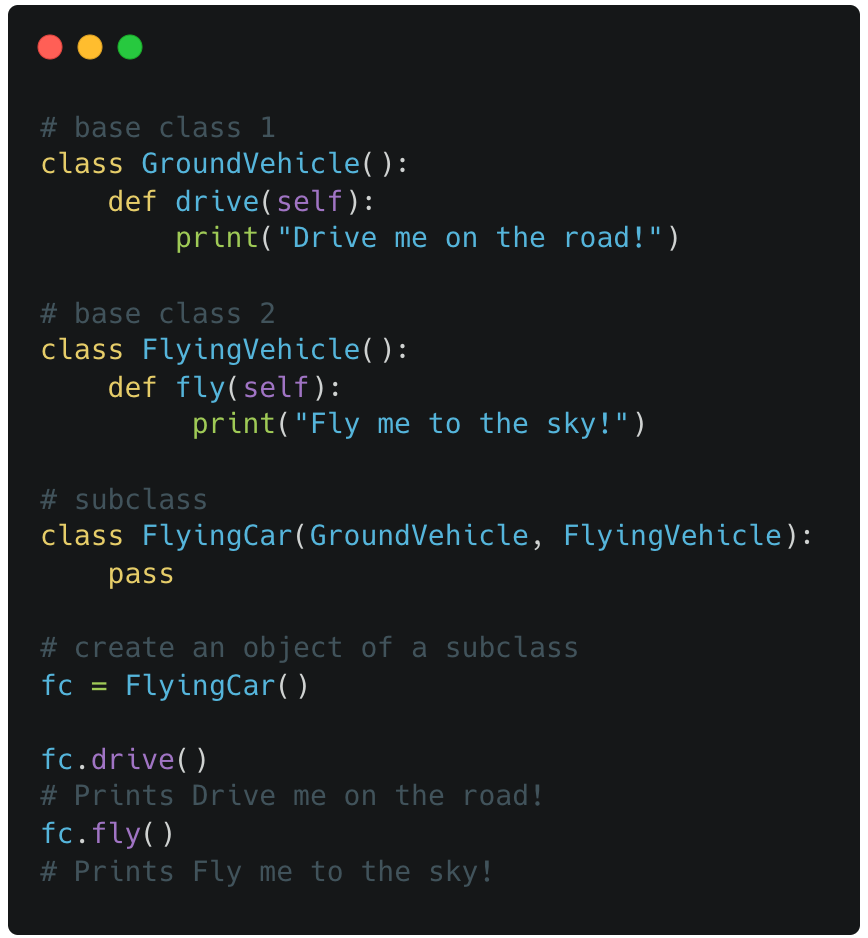 # base class 1
class GroundVehicle():
    def drive(self):
        print("Drive me on the road!")

# base class 2
class FlyingVehicle():
    def fly(self):
         print("Fly me to the sky!")

# subclass
class FlyingCar(GroundVehicle, FlyingVehicle):
    pass

# create an object of a subclass
fc = FlyingCar()

fc.drive()
# Prints Drive me on the road!
fc.fly()
# Prints Fly me to the sky!